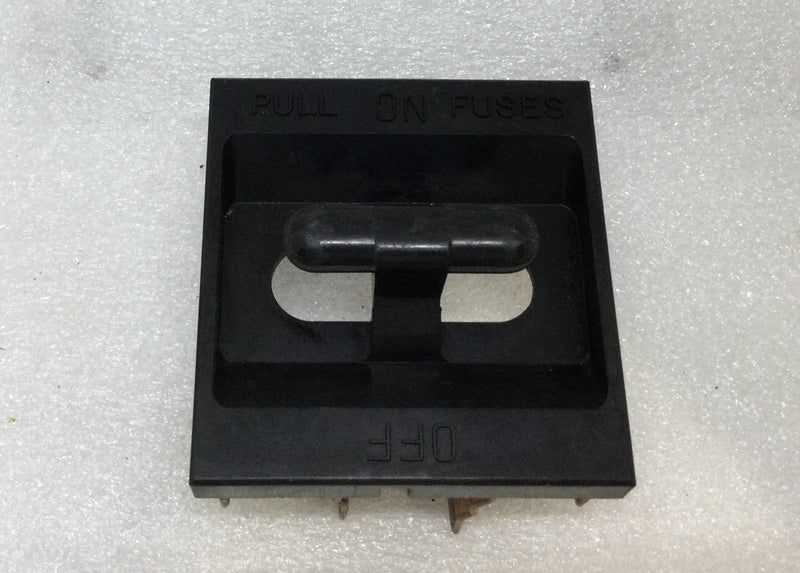 PULL ON FUSES
OFF